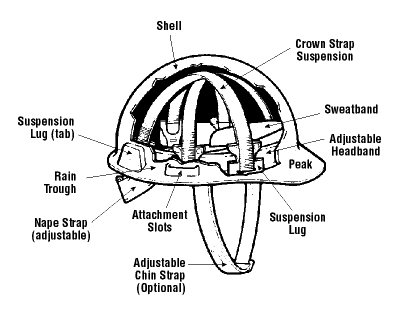 Shell
Crown Strap
Suspension
Sweatband
Suspension
Lug (tab)
Adjustable
Headband
Peak
Rain
Trough
Nape Strap
(adjustable)
Attachment
Slots
Suspension
Lug
Adjustable
Chin Strap
(Optional)